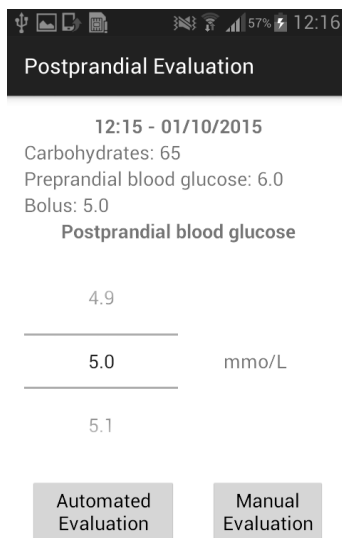 57% 12:16
Postprandial Evaluation
12:15 - 01/10/2015
Carbohydrates: 65
Preprandial blood glucose: 6.0
Bolus: 5.0
Postprandial blood glucose
4.9
5.0 mmo/L
5.1
Automated Manual
Evaluation Evaluation